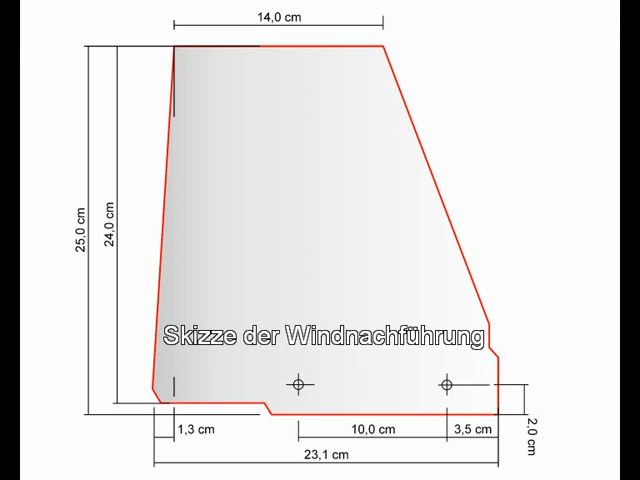 14,0 cm
25,0 cm
24,0 cm
Skizze der Windnachführung
1,3 cm
10,0 cm
3,5 cm
2,0 cm
23,1 cm